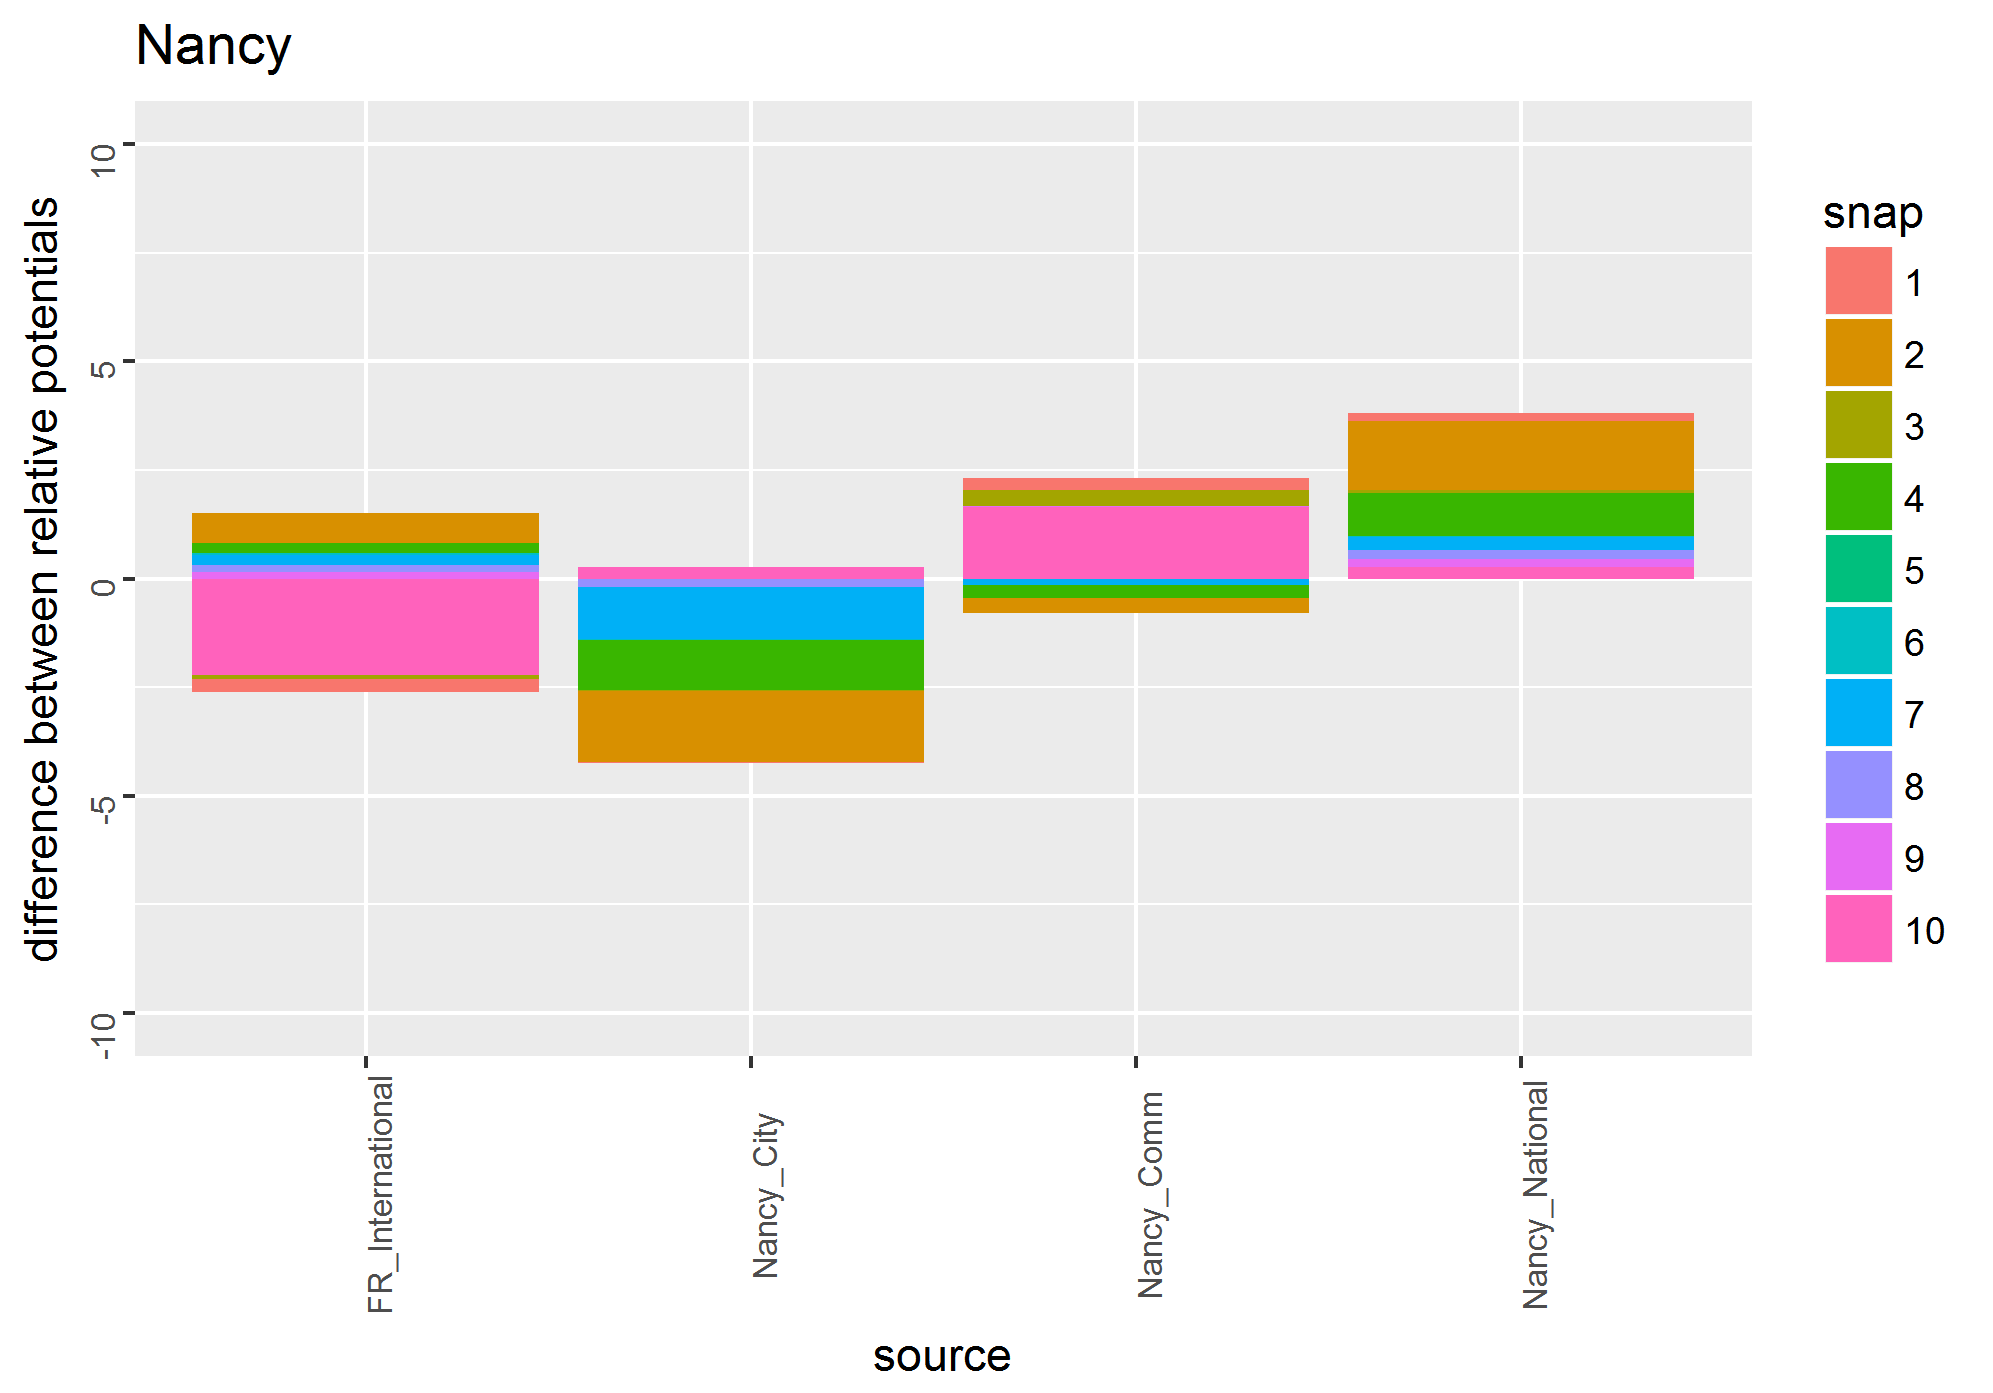 Nancy
difference between relative potentials
10
5
0
-5
-10
FR_International
Nancy_City
Nancy_Comm
Nancy_National
source
snap
1
2
3
4
5
6
7
8
9
10